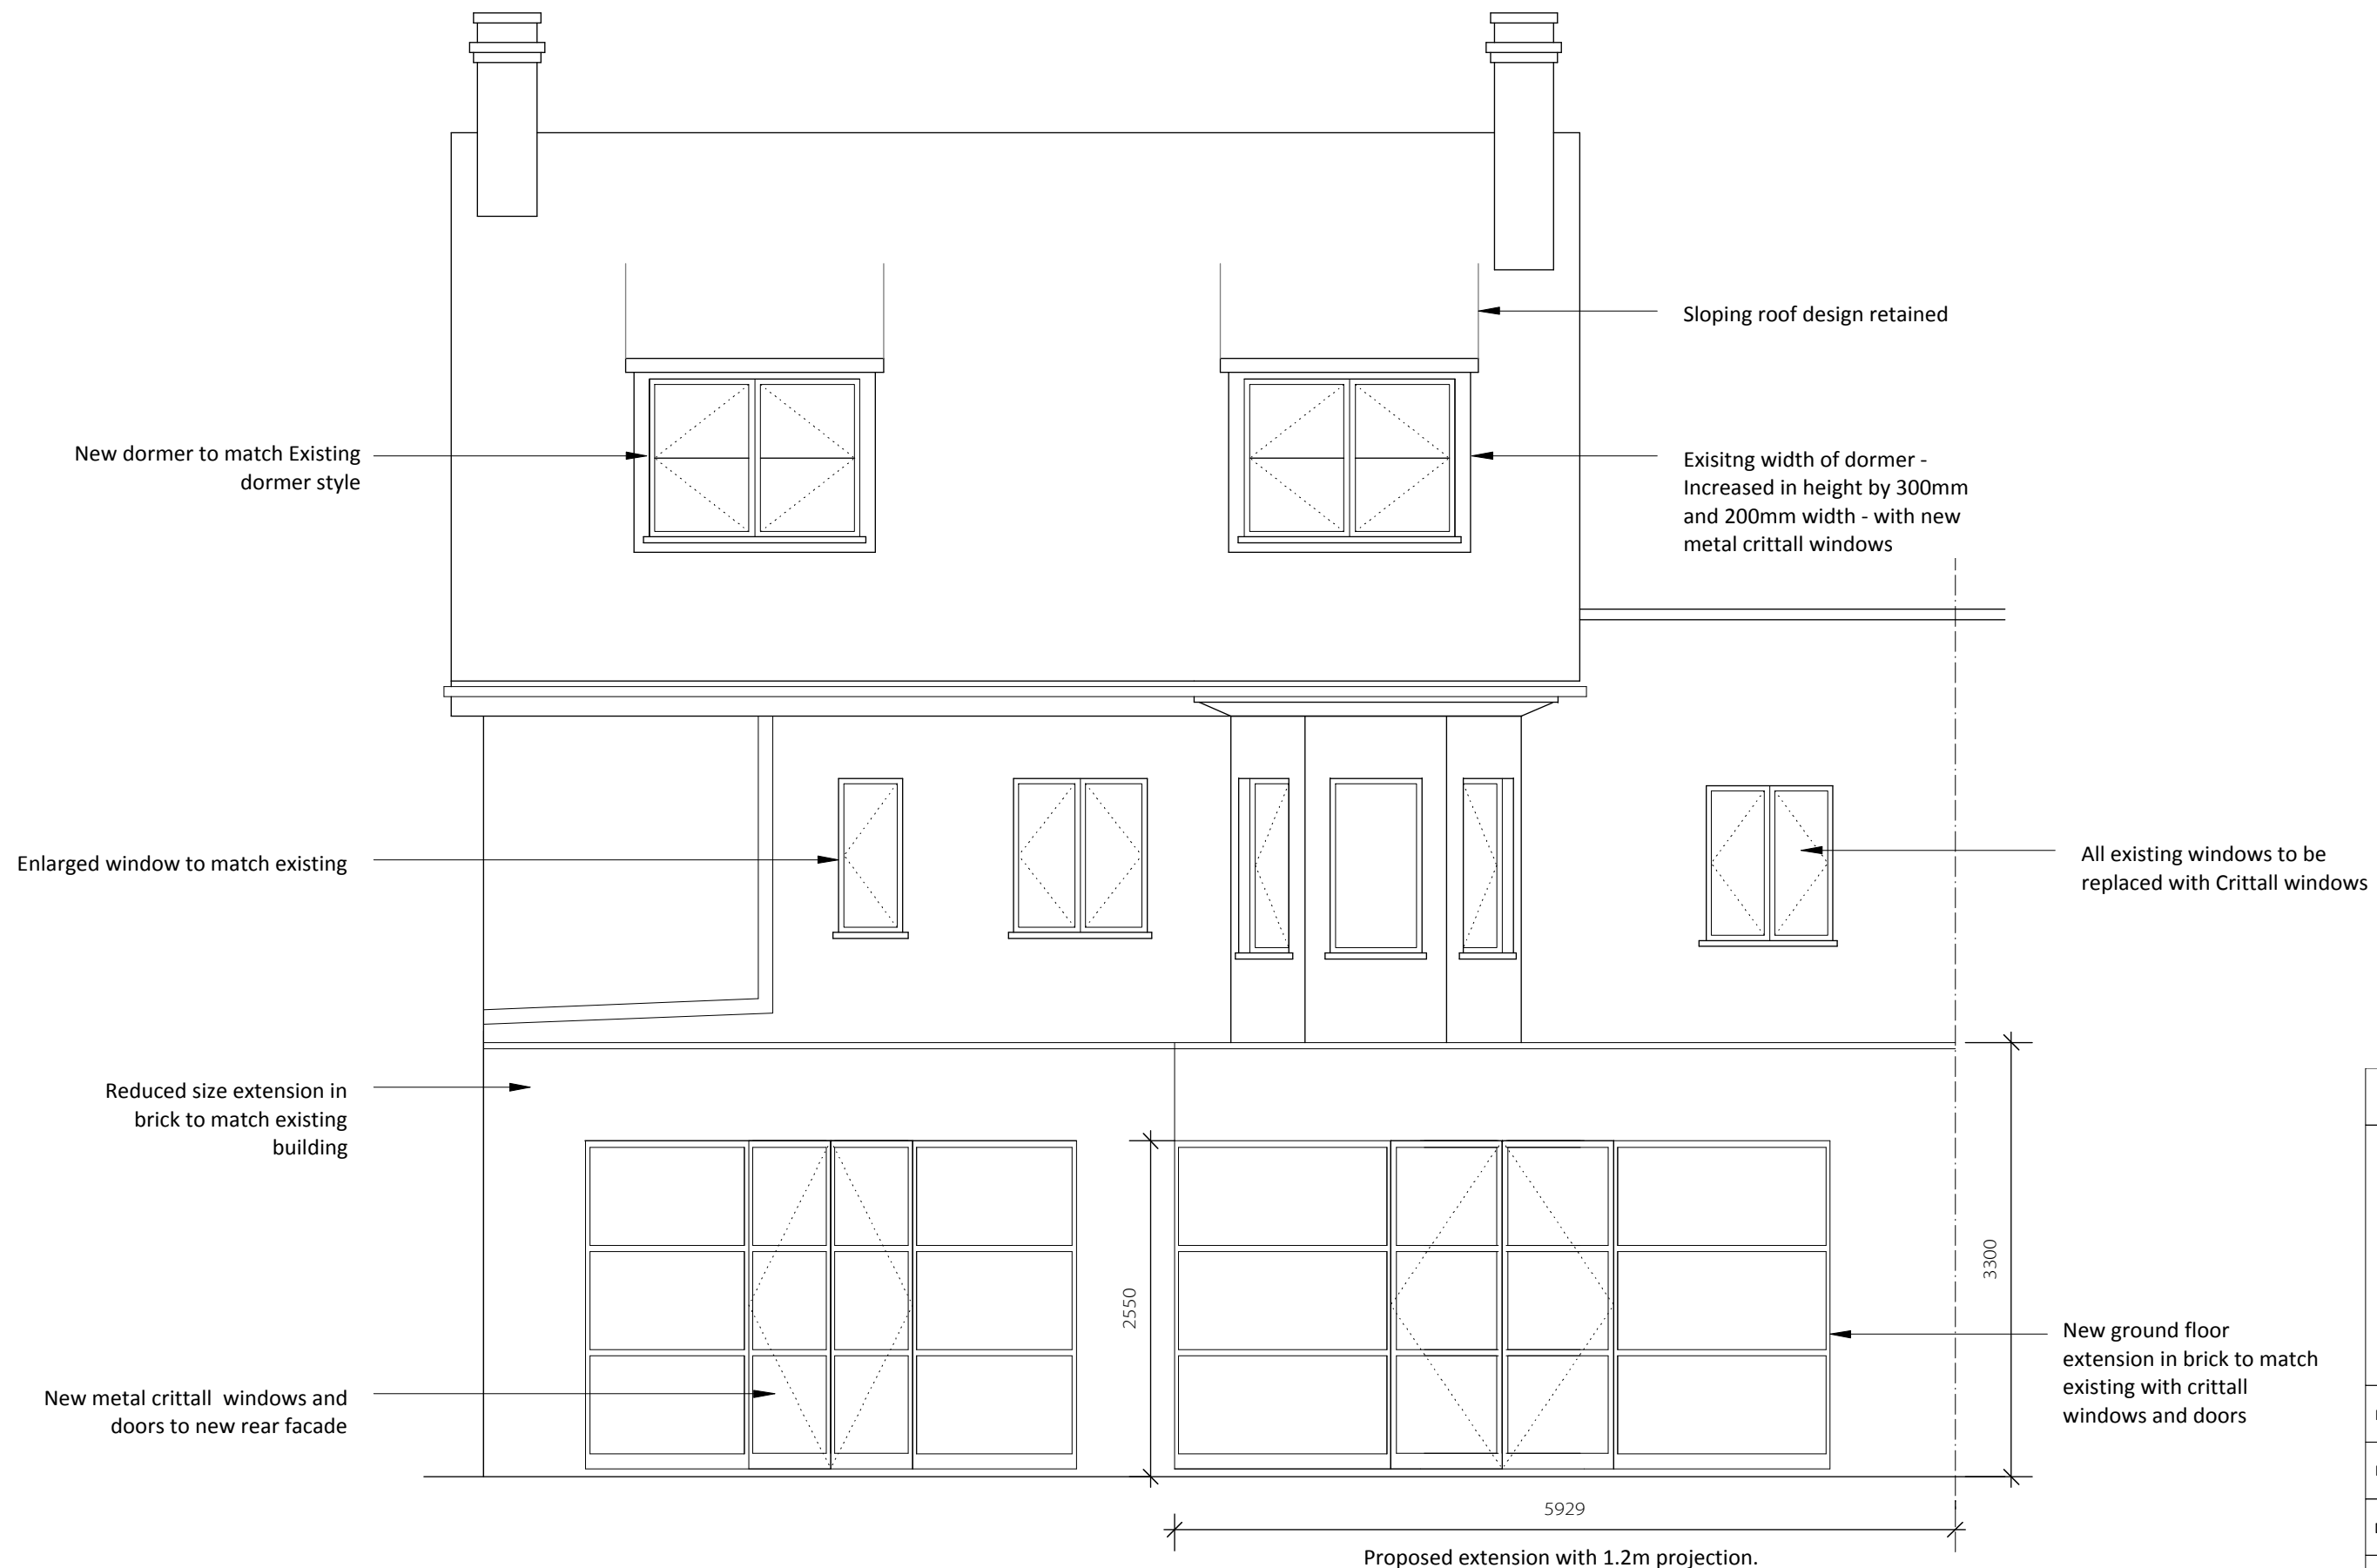 Sloping roof design retained
New dormer to match Existing
dormer style
Exisitng width of dormer -
Increased in height by 300mm
and 200mm width - with new
metal crittall windows
Enlarged window to match existing
All existing windows to be
replaced with Crittall windows
Reduced size extension in
brick to match existing
building
2550
3300
New ground floor
extension in brick to match
existing with crittall
windows and doors
New metal crittall  windows and
doors to new rear facade
5929
Proposed extension with 1.2m projection.